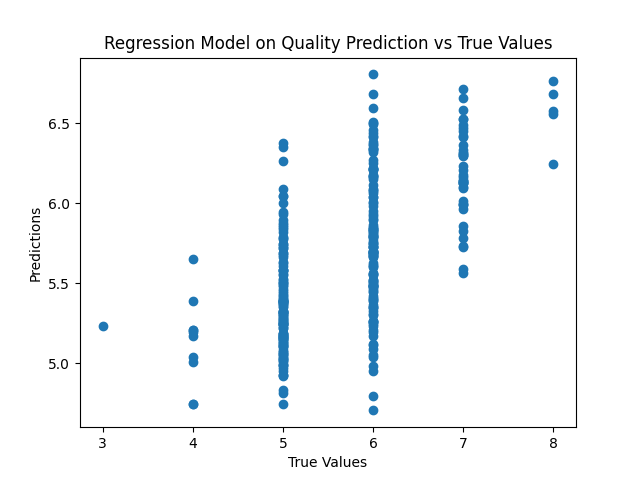 Regression Model on Quality Prediction vs True Values
6.5
6.0
5.5
5.0
Predictions
3 4 5 6 7 8
True Values